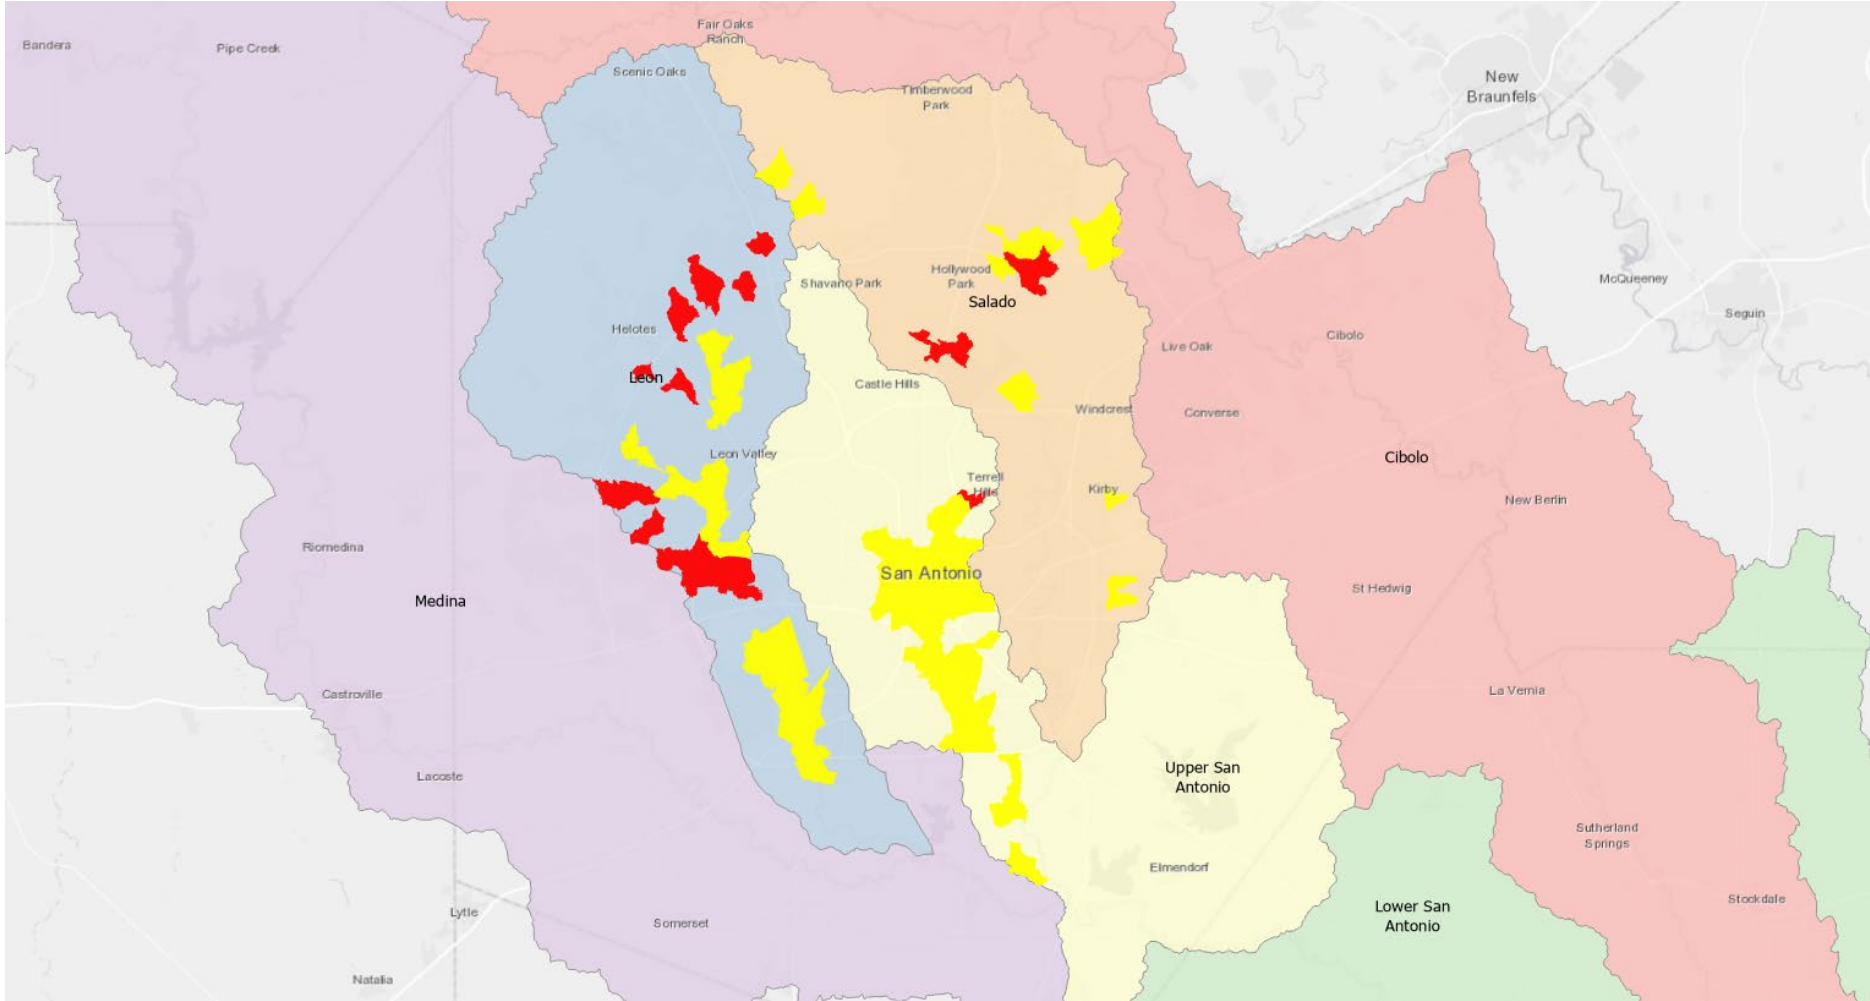 Fair Oaks
Ranch
Bandera
Pipe Creek
Scenic Oaks
Timberwood
Park
New
Braunfels
Hollywood
Park
Shavano Park
Salado
McQueeney
Seguin
Helotes
Live Oak
Cibolo
Leon
Castle Hills
Windcrest
Converse
Leon Valley
Cibolo
Terrell
Hills
Kirby
New Berlin
Riomedina
San Antonio
St Hedwig
Medina
Castroville
La Vernia
Lacoste
Upper San
Antonio
Sutherland
Springs
Elmendorf
Stockdale
Lytle
Lower San
Antonio
Somerset
Natalia